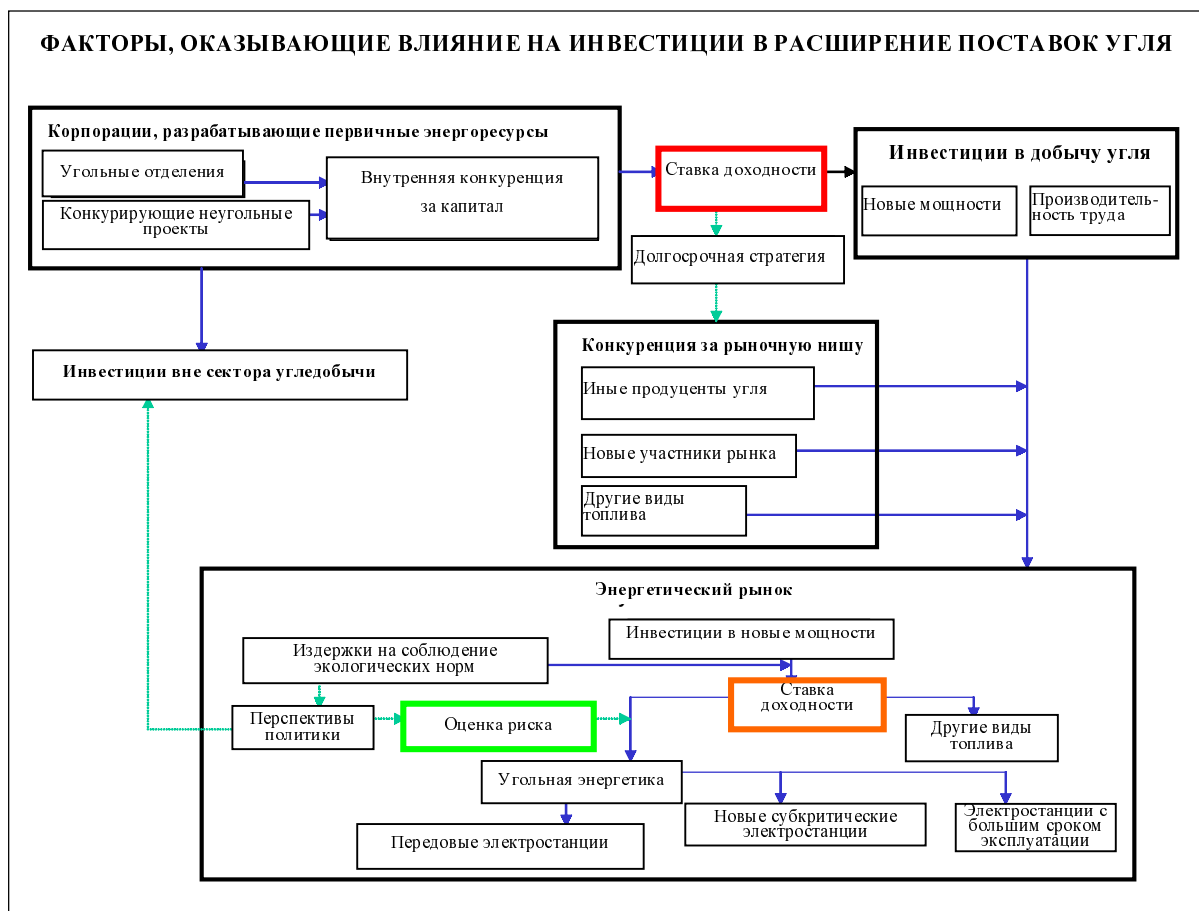 ФАКТОРЫ, ОКАЗЫВАЮЩИЕ ВЛИЯНИЕ НА ИНВЕСТИЦИИ В РАСШИРЕНИЕ ПОСТАВОК УГЛЯ
Корпорации, разрабатывающие первичные энергоресурсы
Угольные отделения
Конкурирующие неугольные
проекты
Внутренняя конкуренция
за капитал
Ставка доходности
Инвестиции в добычу угля
Новые мощности
Производитель-
ность труда
Долгосрочная стратегия
Инвестиции вне сектора угледобычи
Конкуренция за рыночную нишу
Иные продуценты угля
Новые участники рынка
Другие виды
топлива
Энергетический рынок
Инвестиции в новые мощности
Издержки на соблюдение
экологических норм
Ставка
доходности
Перспективы
политики
Оценка риска
Другие виды
топлива
Угольная энергетика
Передовые электростанции
Новые субкритические
электростанции
Электростанции с
большим сроком
эксплуатации